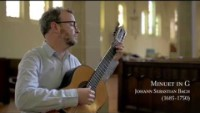 Minuet in G
Johann Sebastian Bach
(1685–1750)